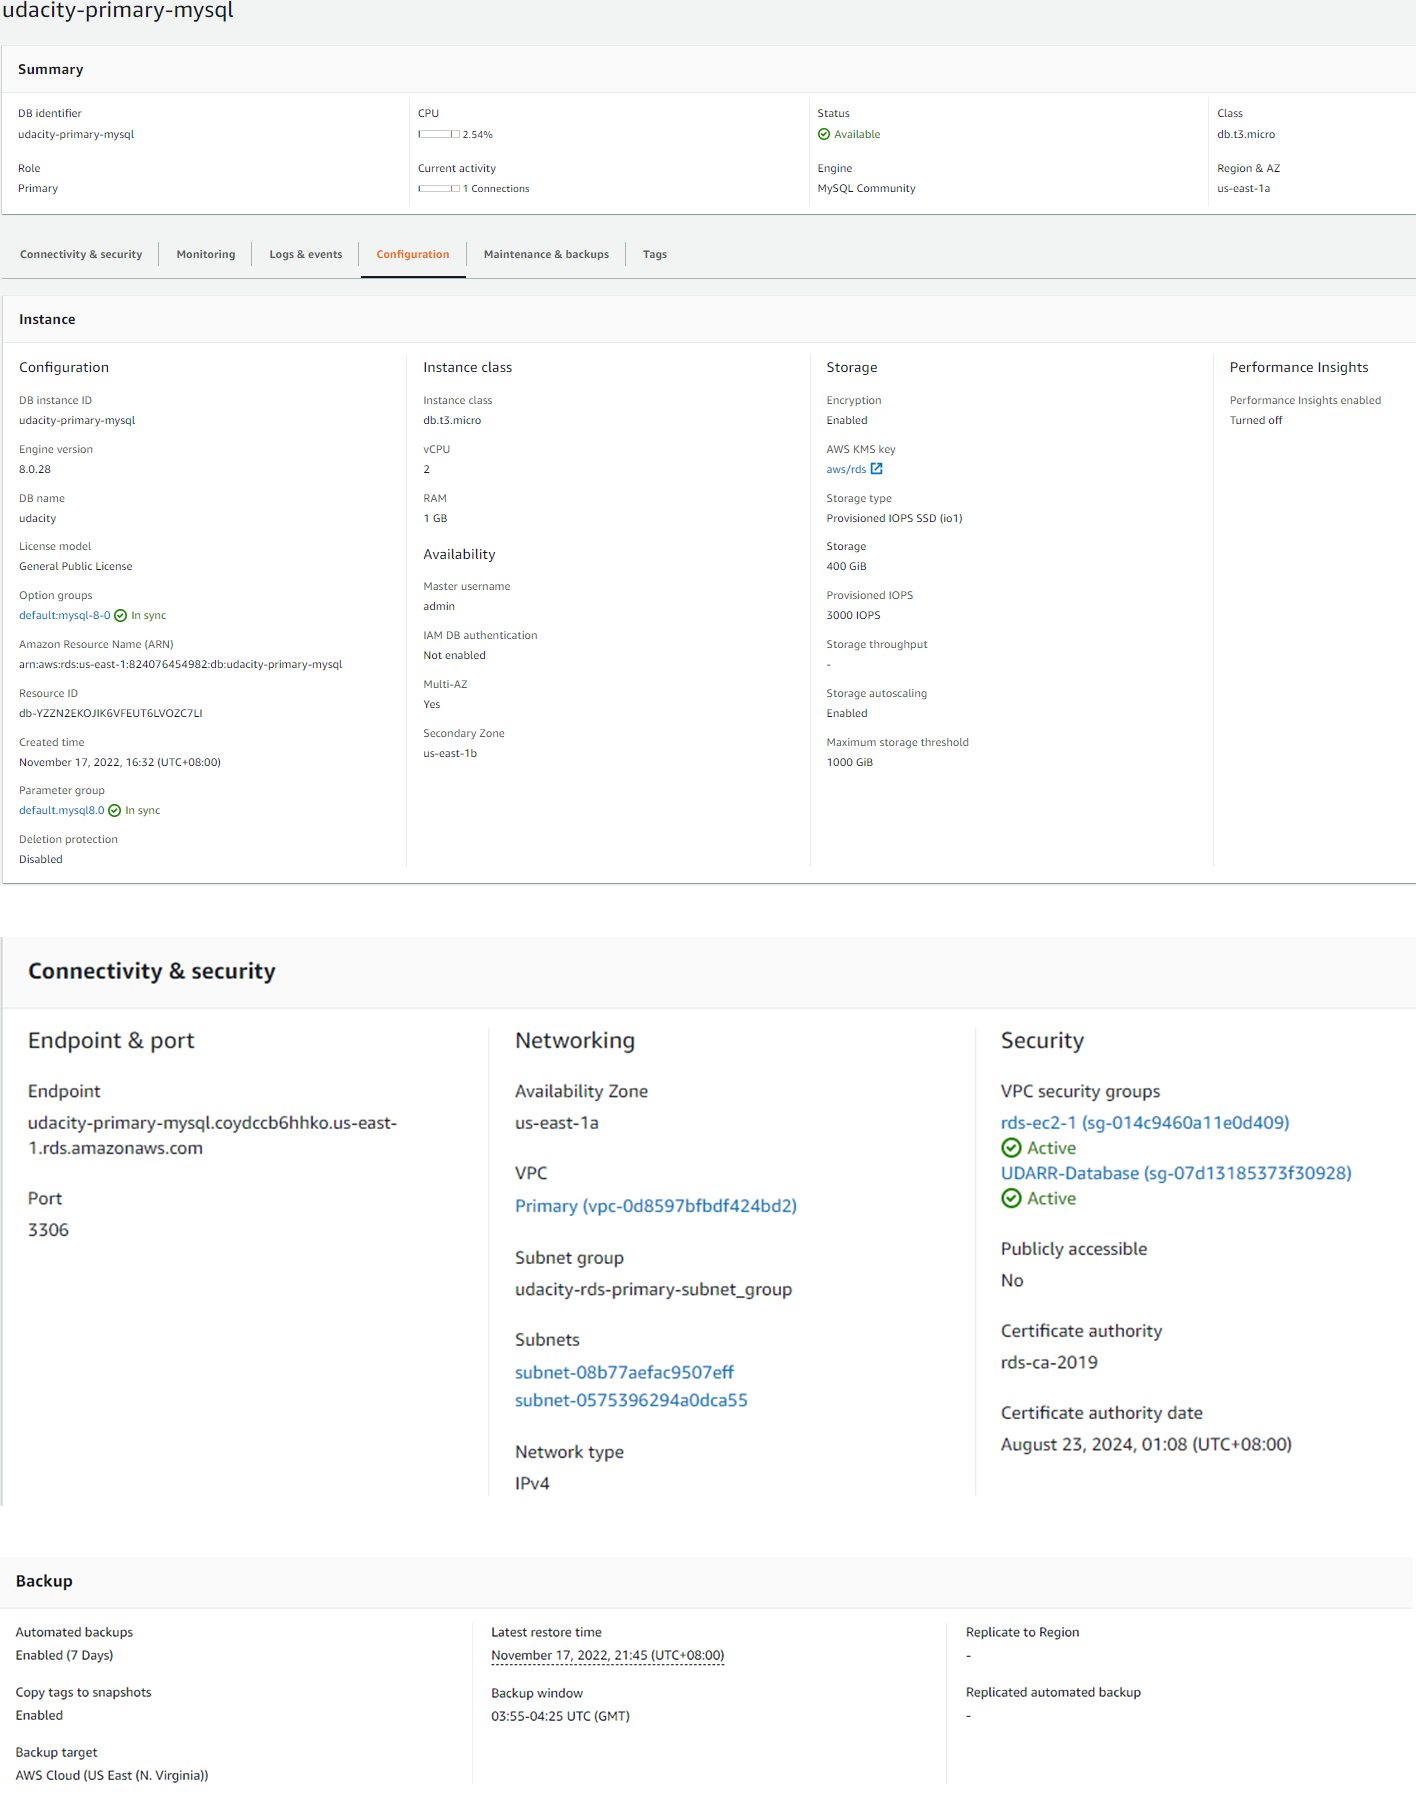 udacity-primary-mysql
Summary
DB identifier
udacity-primary-mysql
CPU
2.54%
Status
Available
Class
db.t3.micro
Role
Primary
Current activity
1 Connections
Engine
MySQL Community
Region & AZ
us-east-1a
Connectivity & security
Monitoring
Logs & events
Configuration
Maintenance & backups
Tags
Instance
Configuration
DB instance ID
udacity-primary-mysql
Engine version
8.0.28
DB name
udacity
License model
General Public License
Option groups
default:mysql-8-0 In sync
Amazon Resource Name (ARN)
arn:aws:rds:us-east-1:824076454982:db:udacity-primary-mysql
Resource ID
db-YZZN2EKOJIK6VFEUT6LVOZC7LI
Created time
November 17, 2022, 16:32 (UTC+08:00)
Parameter group
default.mysql8.0 In sync
Deletion protection
Disabled
Instance class
Instance class
db.t3.micro
vCPU
2
RAM
1 GB
Availability
Master username
admin
IAM DB authentication
Not enabled
Multi-AZ
Yes
Secondary Zone
us-east-1b
Storage
Encryption
Enabled
AWS KMS key
aws/rds
Storage type
Provisioned IOPS SSD (io1)
Storage
400 GiB
Provisioned IOPS
3000 IOPS
Storage throughput
-
Storage autoscaling
Enabled
Maximum storage threshold
1000 GiB
Performance Insights
Performance Insights enabled
Turned off
Connectivity & security
Endpoint & port
Endpoint
udacity-primary-mysql.coydccb6hhko.us-east-
1.rds.amazonaws.com
Port
3306
Networking
Availability Zone
us-east-1a
VPC
Primary (vpc-0d8597bfbdf424bd2)
Subnet group
udacity-rds-primary-subnet_group
Subnets
subnet-08b77aefac9507eff
subnet-0575396294a0dca55
Network type
IPv4
Security
VPC security groups
rds-ec2-1 (sg-014c9460a11e0d409)
Active
UDARR-Database (sg-07d13185373f30928)
Active
Publicly accessible
No
Certificate authority
rds-ca-2019
Certificate authority date
August 23, 2024, 01:08 (UTC+08:00)
Backup
Automated backups
Enabled (7 Days)
Copy tags to snapshots
Enabled
Backup target
AWS Cloud (US East (N. Virginia))
Latest restore time
November 17, 2022, 21:45 (UTC+08:00)
Backup window
03:55-04:25 UTC (GMT)
Replicate to Region
-
Replicated automated backup
-